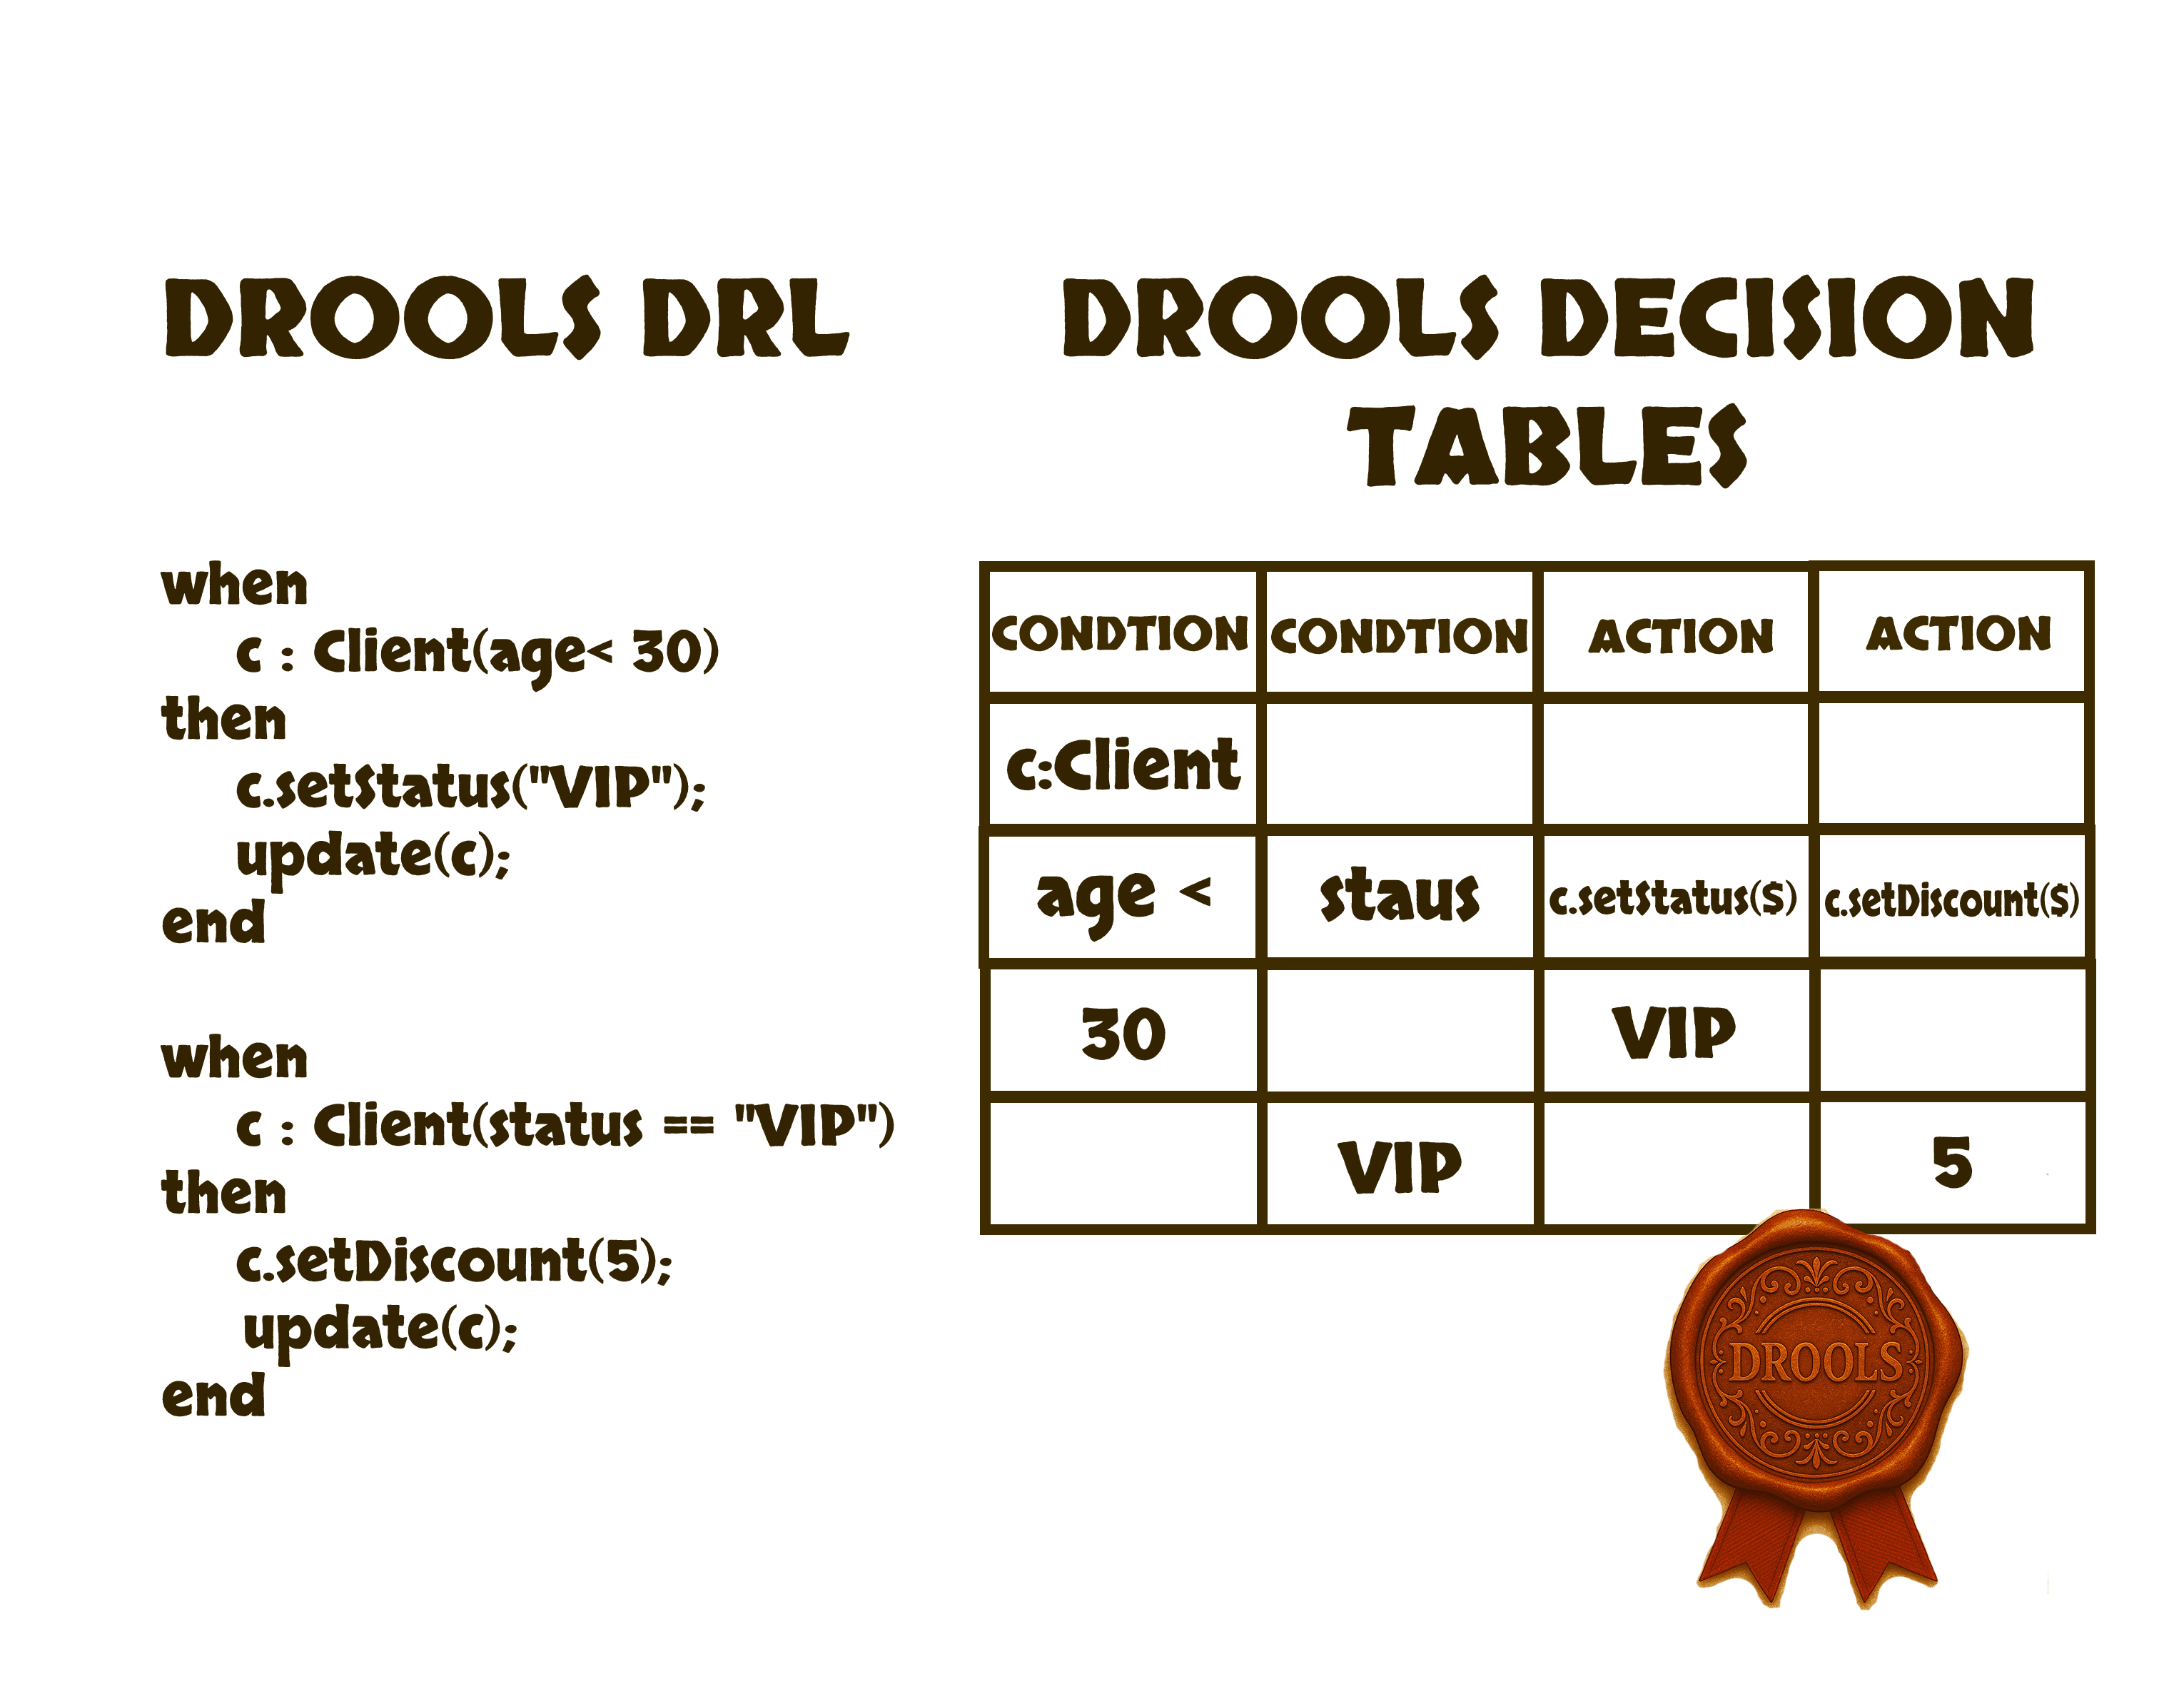 DROOLS DRL
when
c : Client(age< 30)
then
c.setStatus("VIP");
update(c);
end
when
c : Client(status == "VIP")
then
c.setDiscount(5);
update(c);
end
DROOLS DECISION
TABLES
CONDTION CONDTION ACTION ACTION
c:Client
age < staus c.setStatus($) c.setDiscount($)
30 VIP
VIP 5
DROOLS